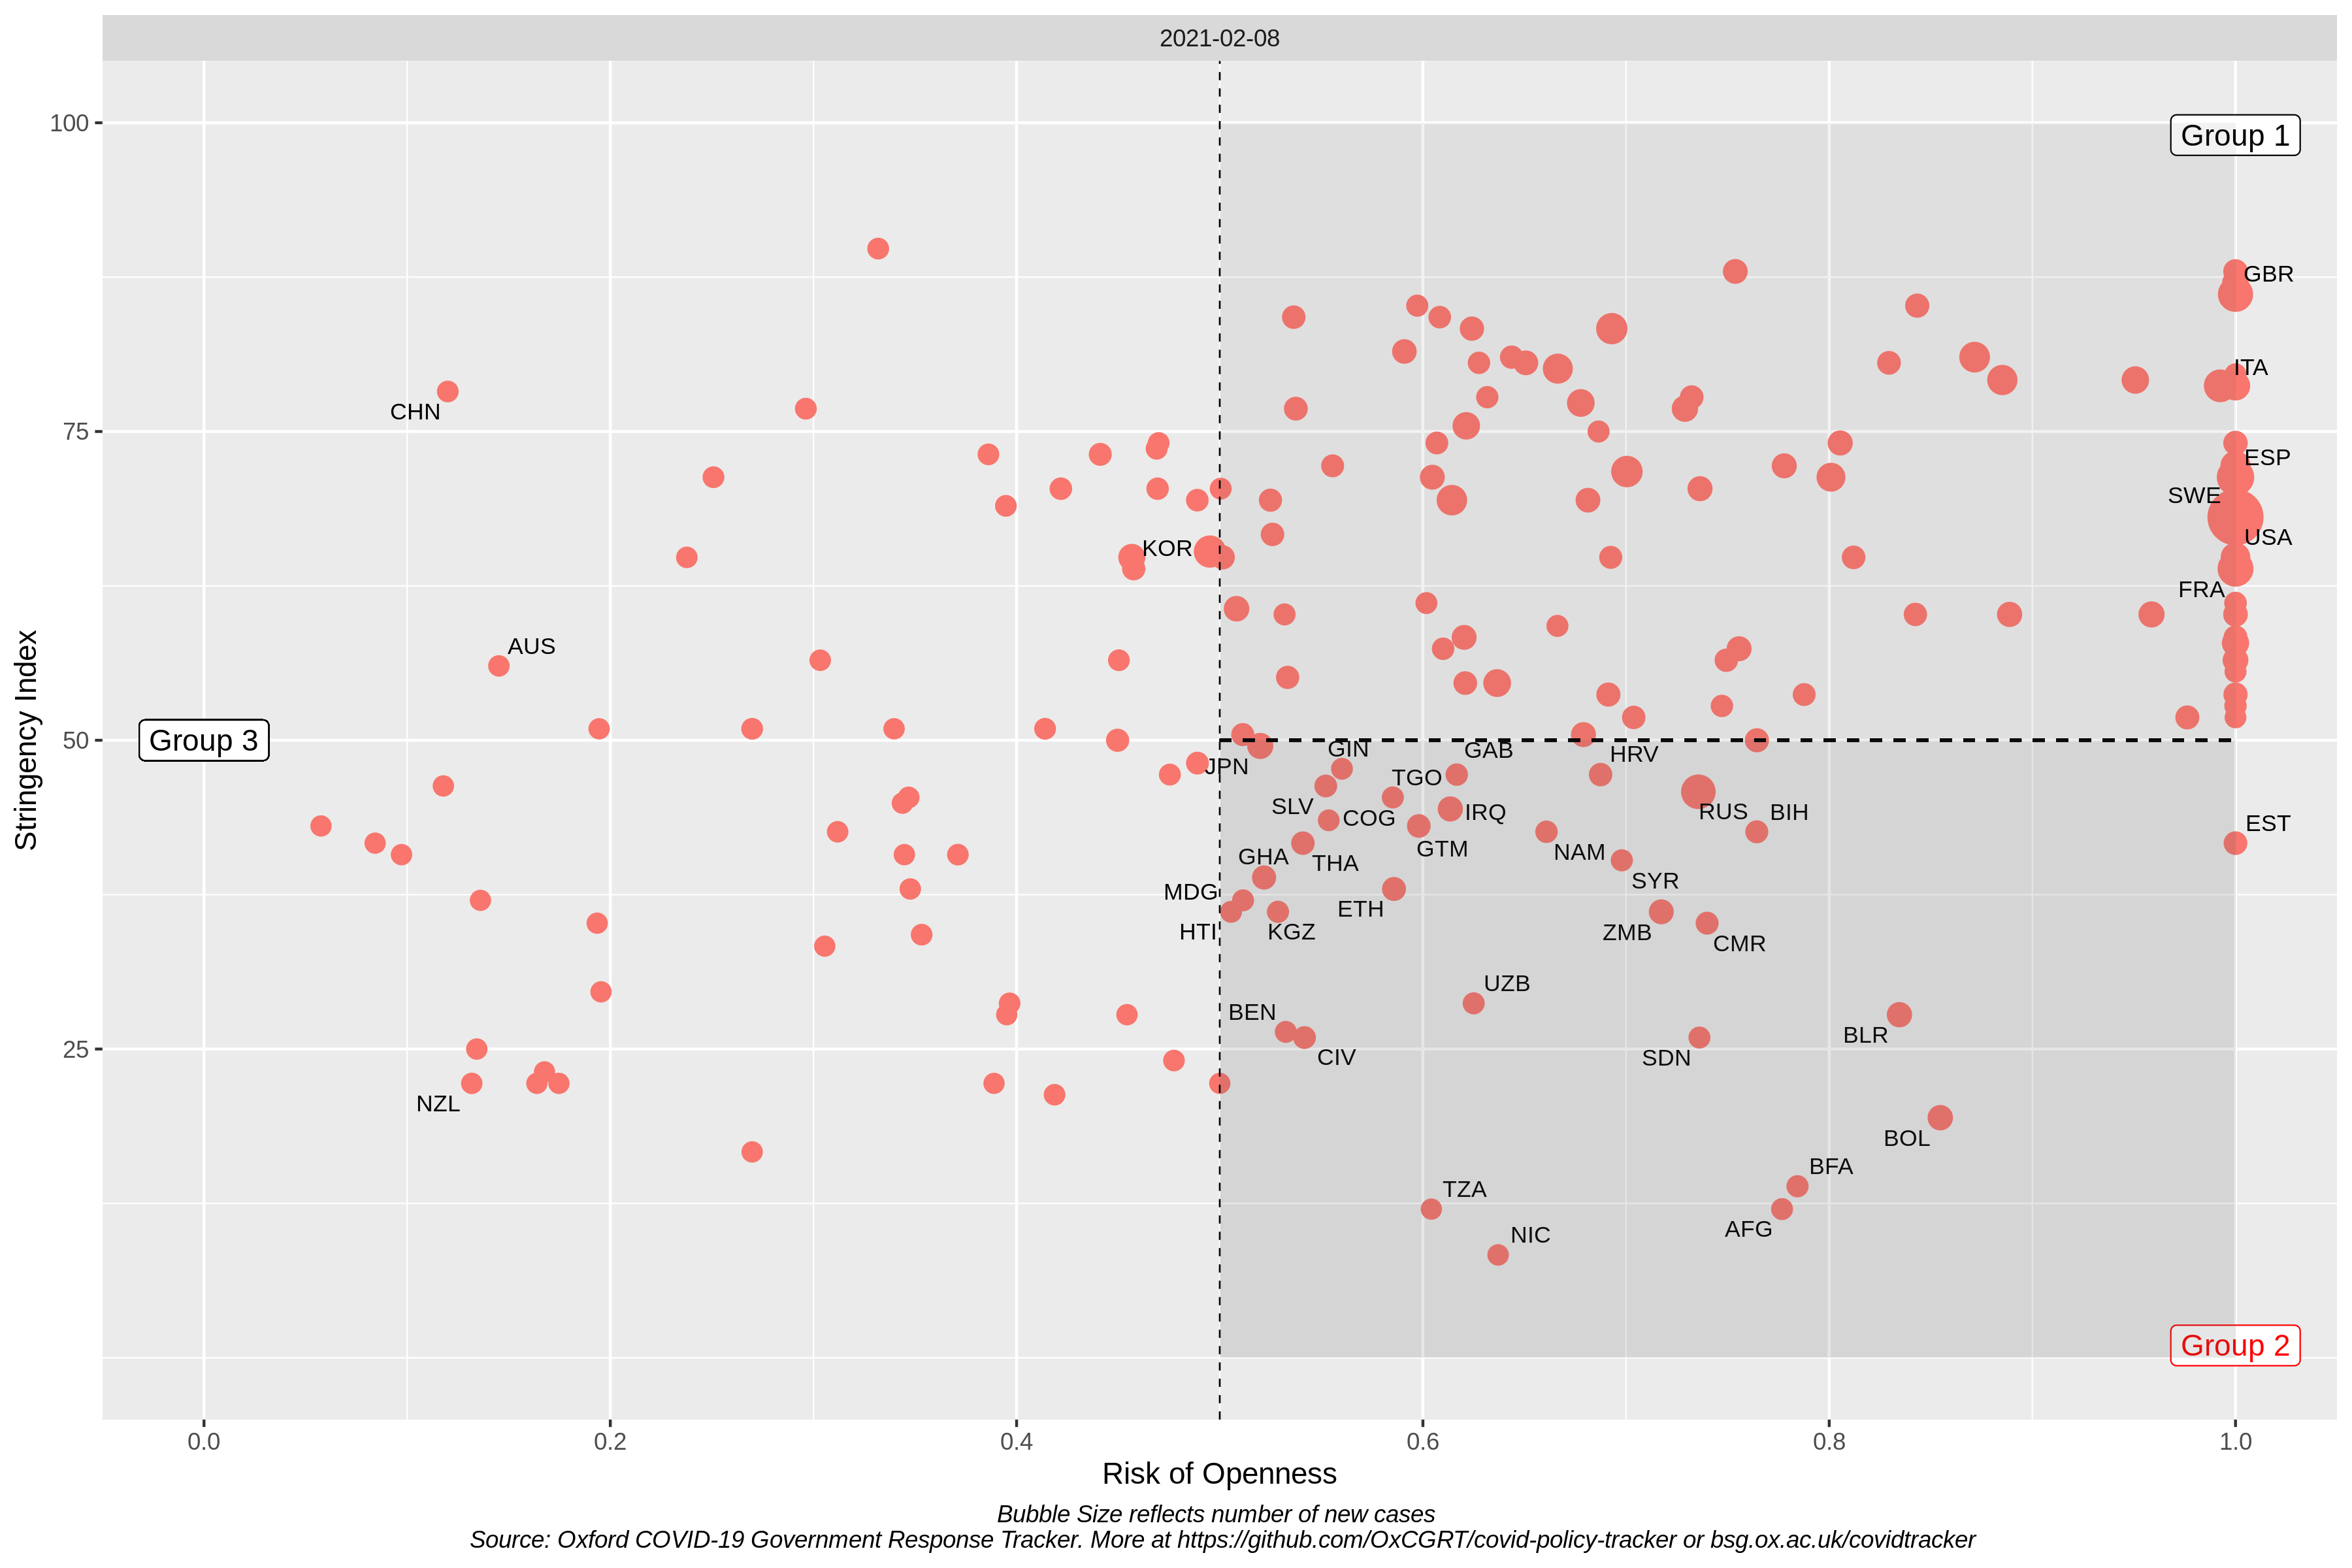 2021-02-08
100
Group 1
GBR
ITA
CHN
75
ESP
SWE
KOR
USA
FRA
AUS
Stringency Index
50
Group 3
GIN
GAB
HRV
JPN
TGO
SLV
COG
IRQ
RUS
BIH
EST
GTM
NAM
GHA
THA
SYR
MDG
ETH
HTI
KGZ
ZMB
CMR
UZB
BEN
BLR
25
CIV
SDN
NZL
BOL
BFA
TZA
AFG
NIC
Group 2
0.0 0.2 0.4 0.6 0.8 1.0
Risk of Openness
Bubble Size reflects number of new cases
Source: Oxford COVID-19 Government Response Tracker. More at https://github.com/OxCGRT/covid-policy-tracker or bsg.ox.ac.uk/covidtracker